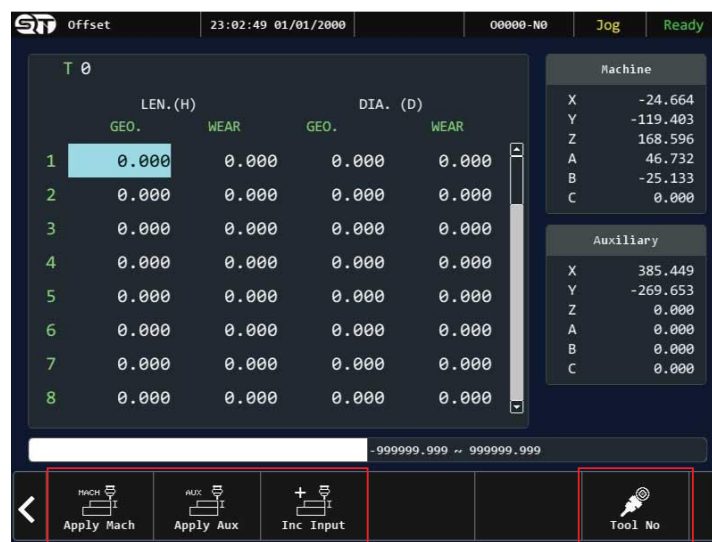 Offset 23:02:49 01/01/2000 O0000-N0 Jog Ready
T 0
LEN.(H) DIA. (D)
GEO. WEAR GEO. WEAR
1 0.000 0.000 0.000 0.000
2 0.000 0.000 0.000 0.000
3 0.000 0.000 0.000 0.000
4 0.000 0.000 0.000 0.000
5 0.000 0.000 0.000 0.000
6 0.000 0.000 0.000 0.000
7 0.000 0.000 0.000 0.000
8 0.000 0.000 0.000 0.000
Machine
X -24.664
Y -119.403
Z 168.596
A 46.732
B -25.133
C 0.000
Auxiliary
X 385.449
Y -269.653
Z 0.000
A 0.000
B 0.000
C 0.000
-999999.999 ~ 999999.999
MACH
Apply Mach
AUX
Apply Aux
Inc Input
Tool No